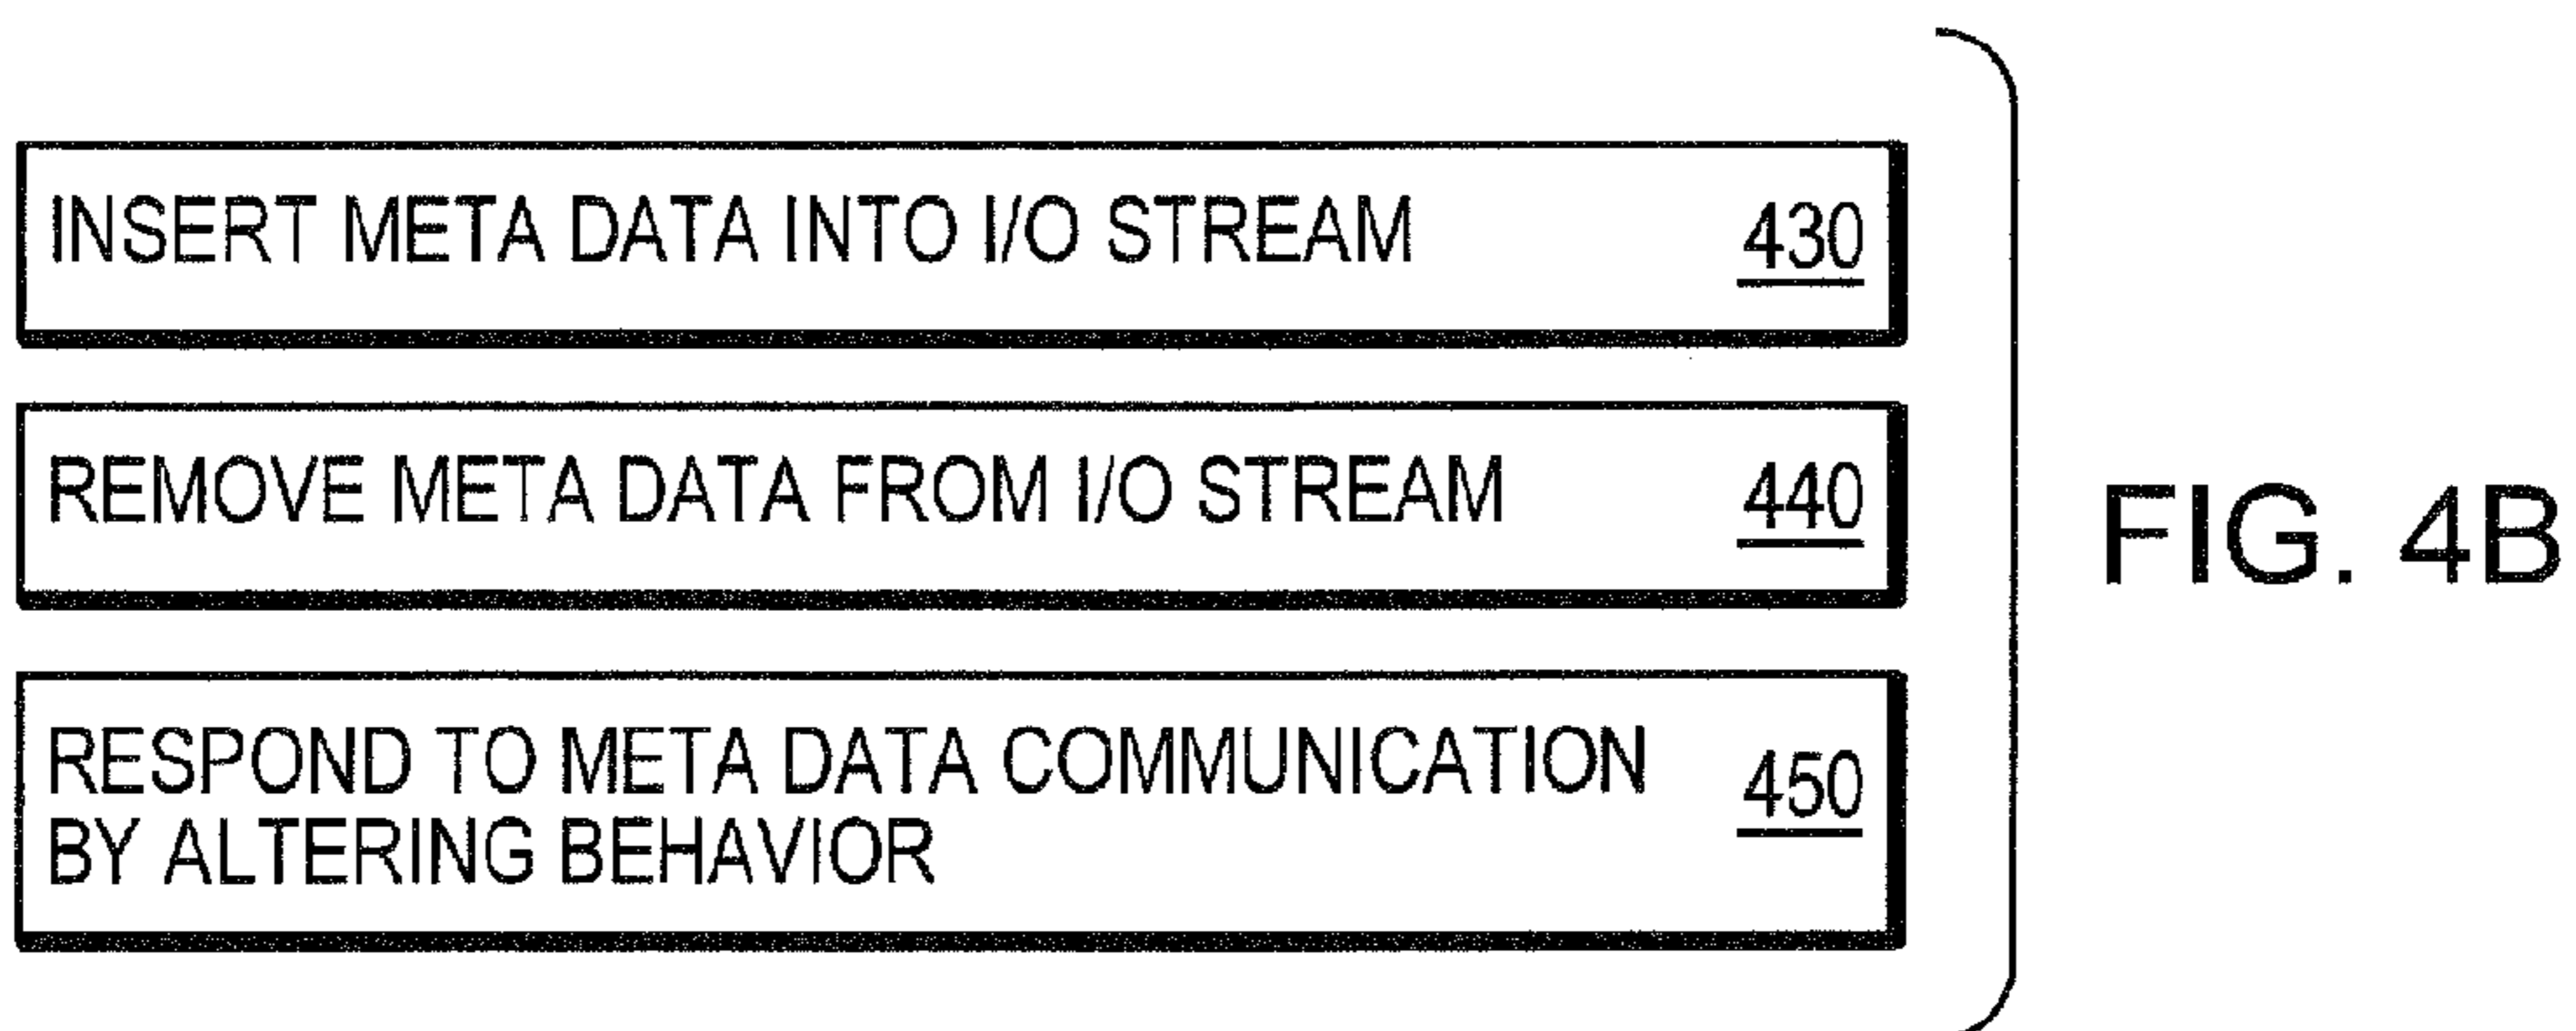 INSERT META DATA INTO I/O STREAM 430
REMOVE META DATA FROM I/O STREAM 440
RESPOND TO META DATA COMMUNICATION 450
BY ALTERING BEHAVIOR
FIG. 4B